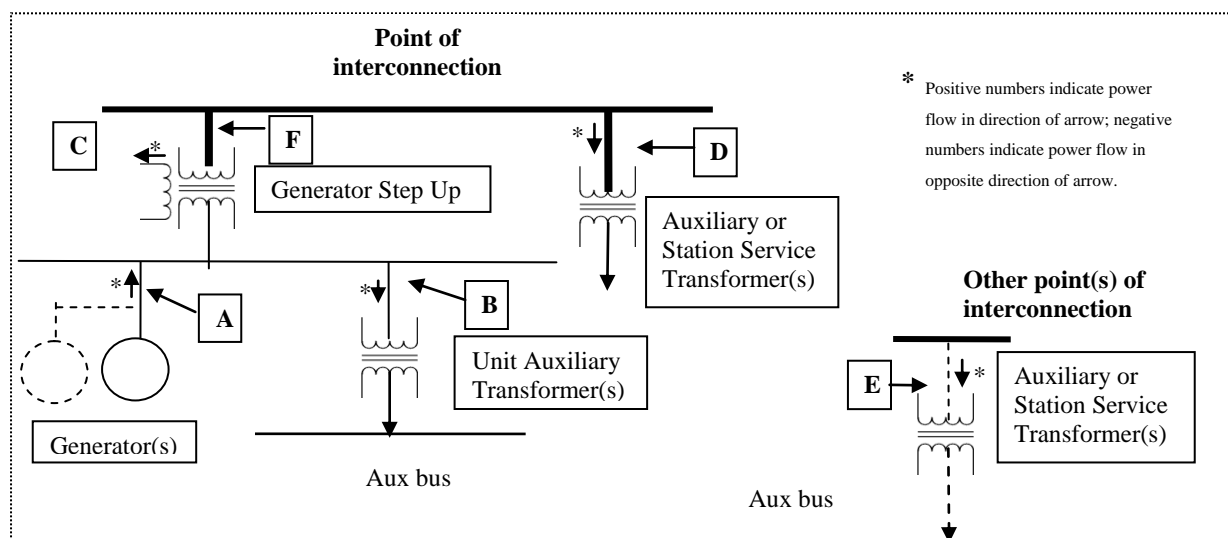 Point of
interconnection
* Positive numbers indicate power
flow in direction of arrow; negative
numbers indicate power flow in
opposite direction of arrow.
C
*
F
*
D
Generator Step Up
Auxiliary or
Station Service
Transformer(s)
*
A
*
B
Other point(s) of
interconnection
Unit Auxiliary
Transformer(s)
E
*
Auxiliary or
Station Service
Transformer(s)
Generator(s)
Aux bus
Aux bus